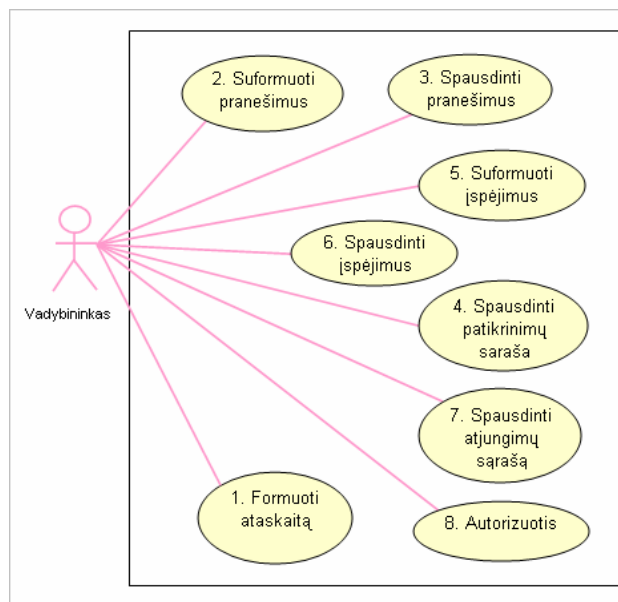 2. Suformuoti
pranešimus
3. Spausdinti
pranešimus
5. Suformuoti
įspėjimus
6. Spausdinti
įspėjimus
Vadybininkas
4. Spausdinti
patikrinimų
saraša
7. Spausdinti
atjungimų
sąrašą
1. Formuoti
ataskaitą
8. Autorizuotis